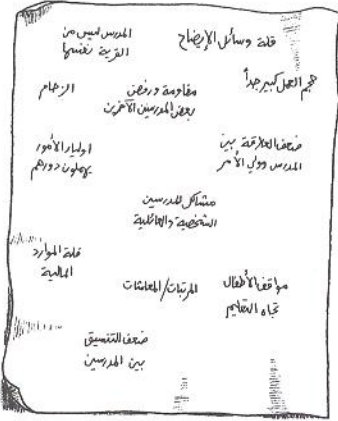 قلة وسائل الإيضاح
المدرس ليس من
القرية نفسها
حجم العمل كبير جداً
مقاومة ورفض
بعض المدرسين الآخرين
الزحام
ضعف العلاقة بين
المدرس وولي الأمر
اولياء الأمور
يهملون دورهم
مشاكل المدرسين
الشخصية والعائلية
قلة الموارد
المالية
مواقف الأطفال
تجاه التعليم
المرتبات/المعاشات
ضعف التنسيق
بين المدرسين